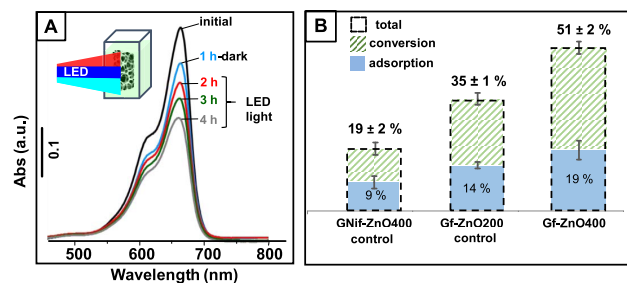 A
initial
1 h-dark
2 h
3 h
4 h
LED
light
LED
Abs (a.u.)
0.1
500
600
700
800
Wavelength (nm)
B
total
conversion
adsorption
19 ± 2 %
35 ± 1 %
51 ± 2 %
9 %
14 %
19 %
GNif-ZnO400
control
Gf-ZnO200
control
Gf-ZnO400